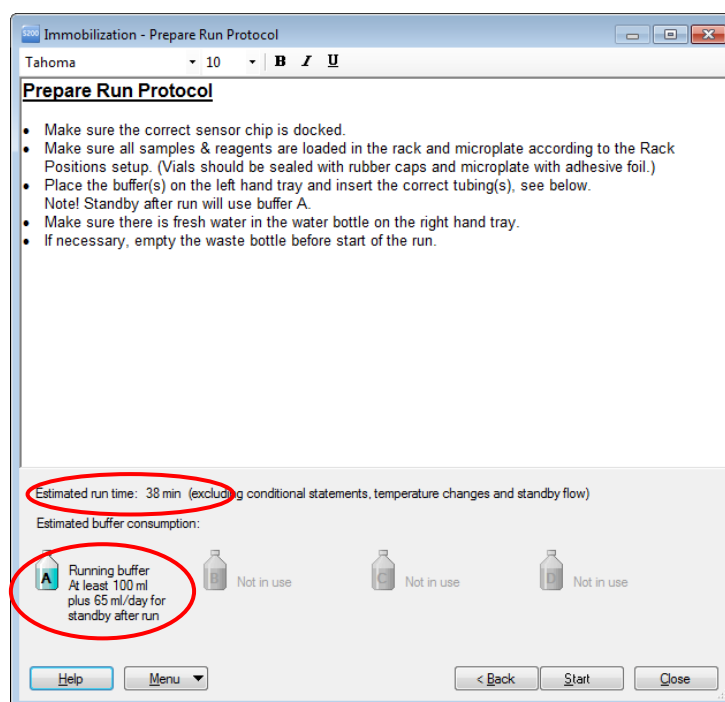 S200 Immobilization - Prepare Run Protocol
Tahoma 10 B I U
Prepare Run Protocol
• Make sure the correct sensor chip is docked.
• Make sure all samples & reagents are loaded in the rack and microplate according to the Rack
Positions setup. (Vials should be sealed with rubber caps and microplate with adhesive foil.)
• Place the buffer(s) on the left hand tray and insert the correct tubing(s), see below.
Note! Standby after run will use buffer A.
• Make sure there is fresh water in the water bottle on the right hand tray.
• If necessary, empty the waste bottle before start of the run.
Estimated run time: 38 min (excluding conditional statements, temperature changes and standby flow)
Estimated buffer consumption:
A Running buffer
At least 100 ml
plus 65 ml/day for
standby after run
B Not in use
C Not in use
D Not in use
Help Menu < Back Start Close